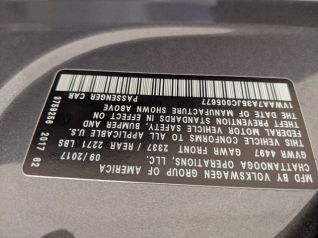 MFD BY VOLKSWAGEN GROUP OF AMERICA
CHATTANOOGA OPERATIONS, LLC. 09/2017
GVWR 4497 GAWR FRONT 2337 / REAR 2271 LBS
THIS VEHICLE CONFORMS TO ALL APPLICABLE U.S.
FEDERAL MOTOR VEHICLE SAFETY, BUMPER AND
THEFT PREVENTION STANDARDS IN EFFECT ON
THE DATE OF MANUFACTURE SHOWN ABOVE
1VWA7A36JC005677 PASSENGER CAR
9759256 2017 62